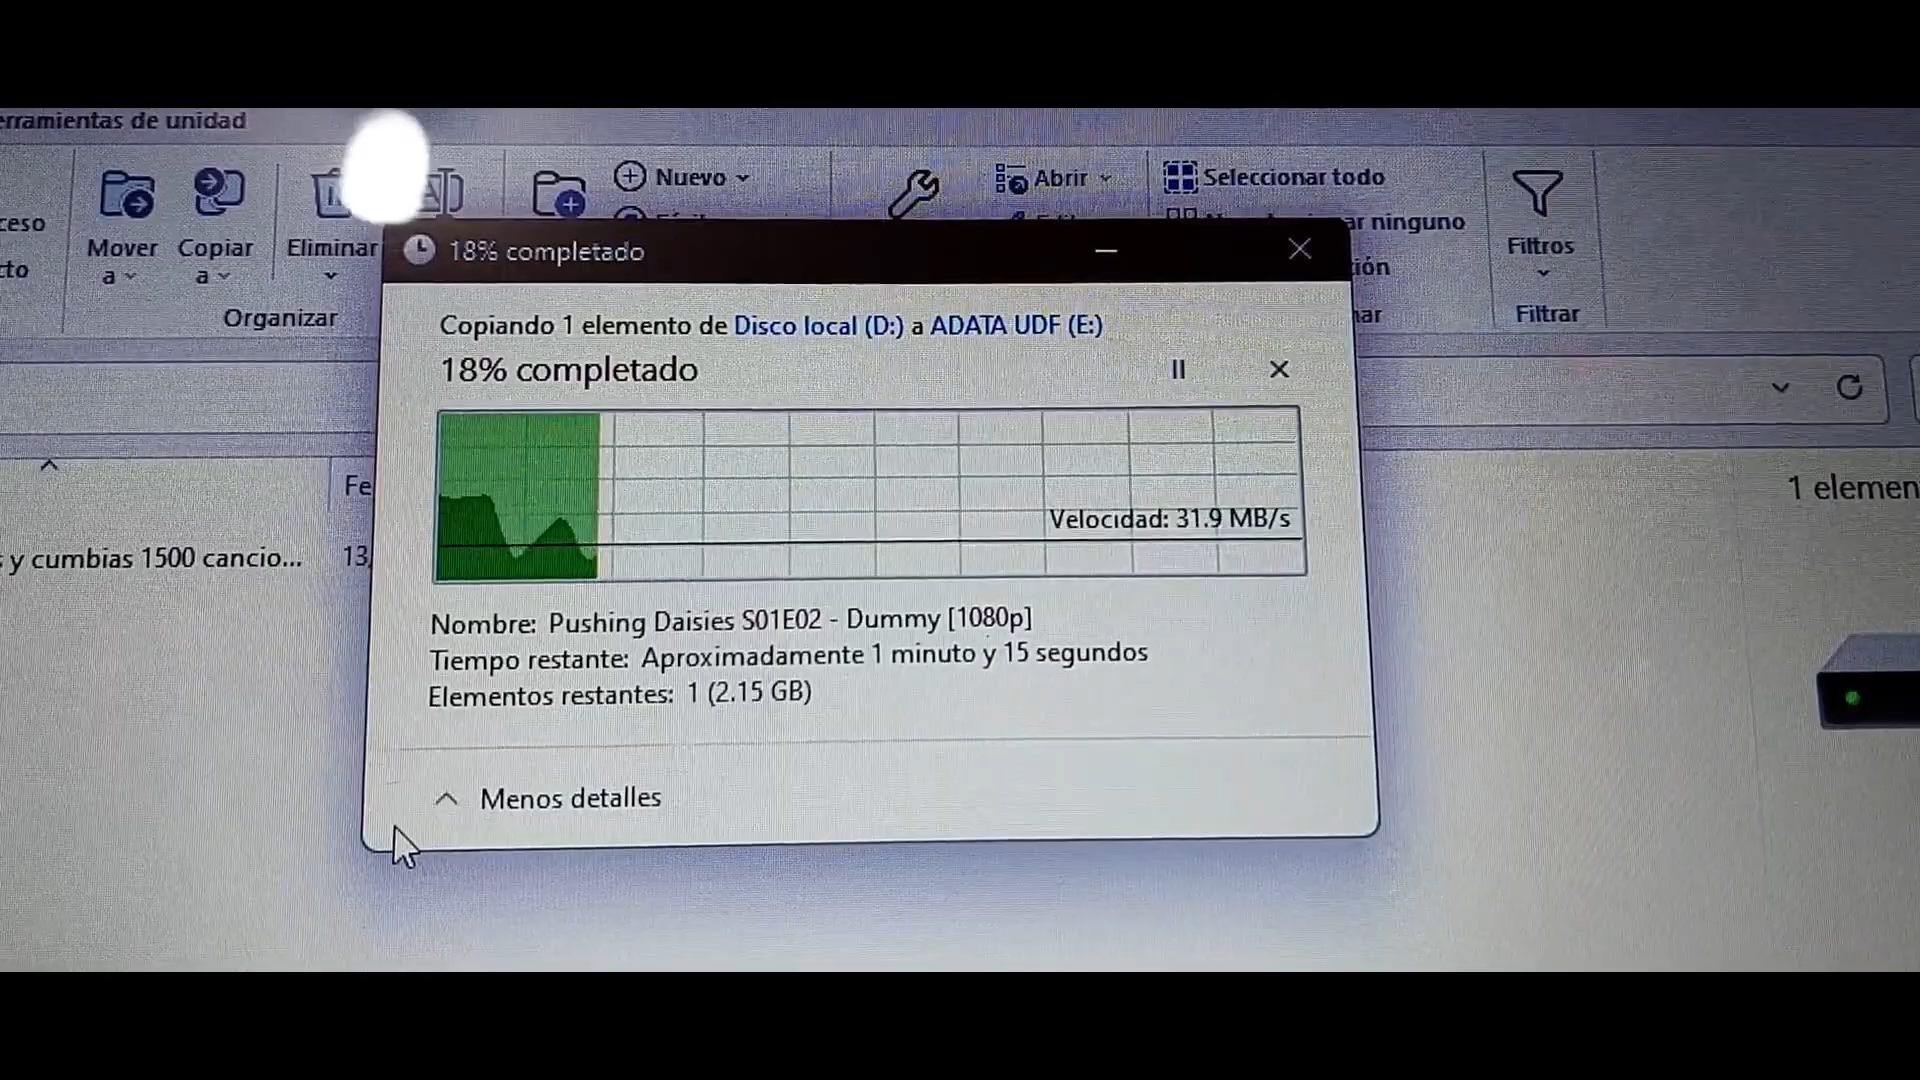 erramientas de unidad
Nuevo
Abrir
Seleccionar todo
ceso
Mover
Copiar
Eliminar
ar ninguno
Filtros
cto
a
a
ión
Organizar
ar
Filtrar
18% completado
Copiando 1 elemento de Disco local (D:) a ADATA UDF (E:)
18% completado
Fe
1 elemen
Velocidad: 31.9 MB/s
s y cumbias 1500 cancio...
13,
Nombre: Pushing Daisies S01E02 - Dummy [1080p]
Tiempo restante: Aproximadamente 1 minuto y 15 segundos
Elementos restantes: 1 (2.15 GB)
Menos detalles